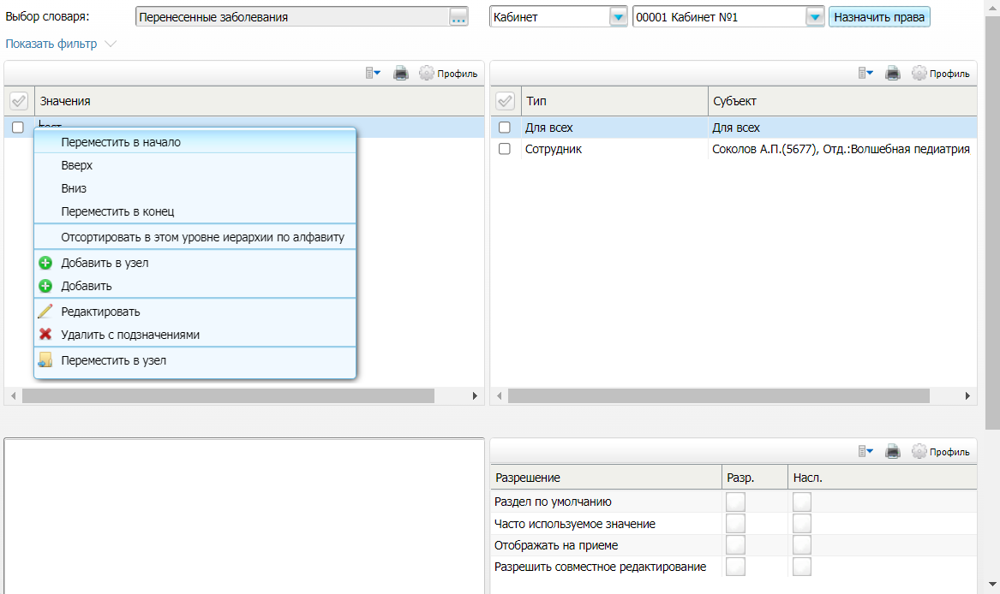 Выбор словаря: Перенесенные заболевания ... Кабинет 00001 Кабинет №1 Назначить права
Показать фильтр
Профиль
Значения
Переместить в начало
Вверх
Вниз
Переместить в конец
Отсортировать в этом уровне иерархии по алфавиту
Добавить в узел
Добавить
Редактировать
Удалить с подзначениями
Переместить в узел
Профиль
Тип Субъект
Для всех Для всех
Сотрудник Соколов А.П.(5677), Отд.:Волшебная педиатрия
Профиль
Разрешение Разр. Насл.
Раздел по умолчанию
Часто используемое значение
Отображать на приеме
Разрешить совместное редактирование